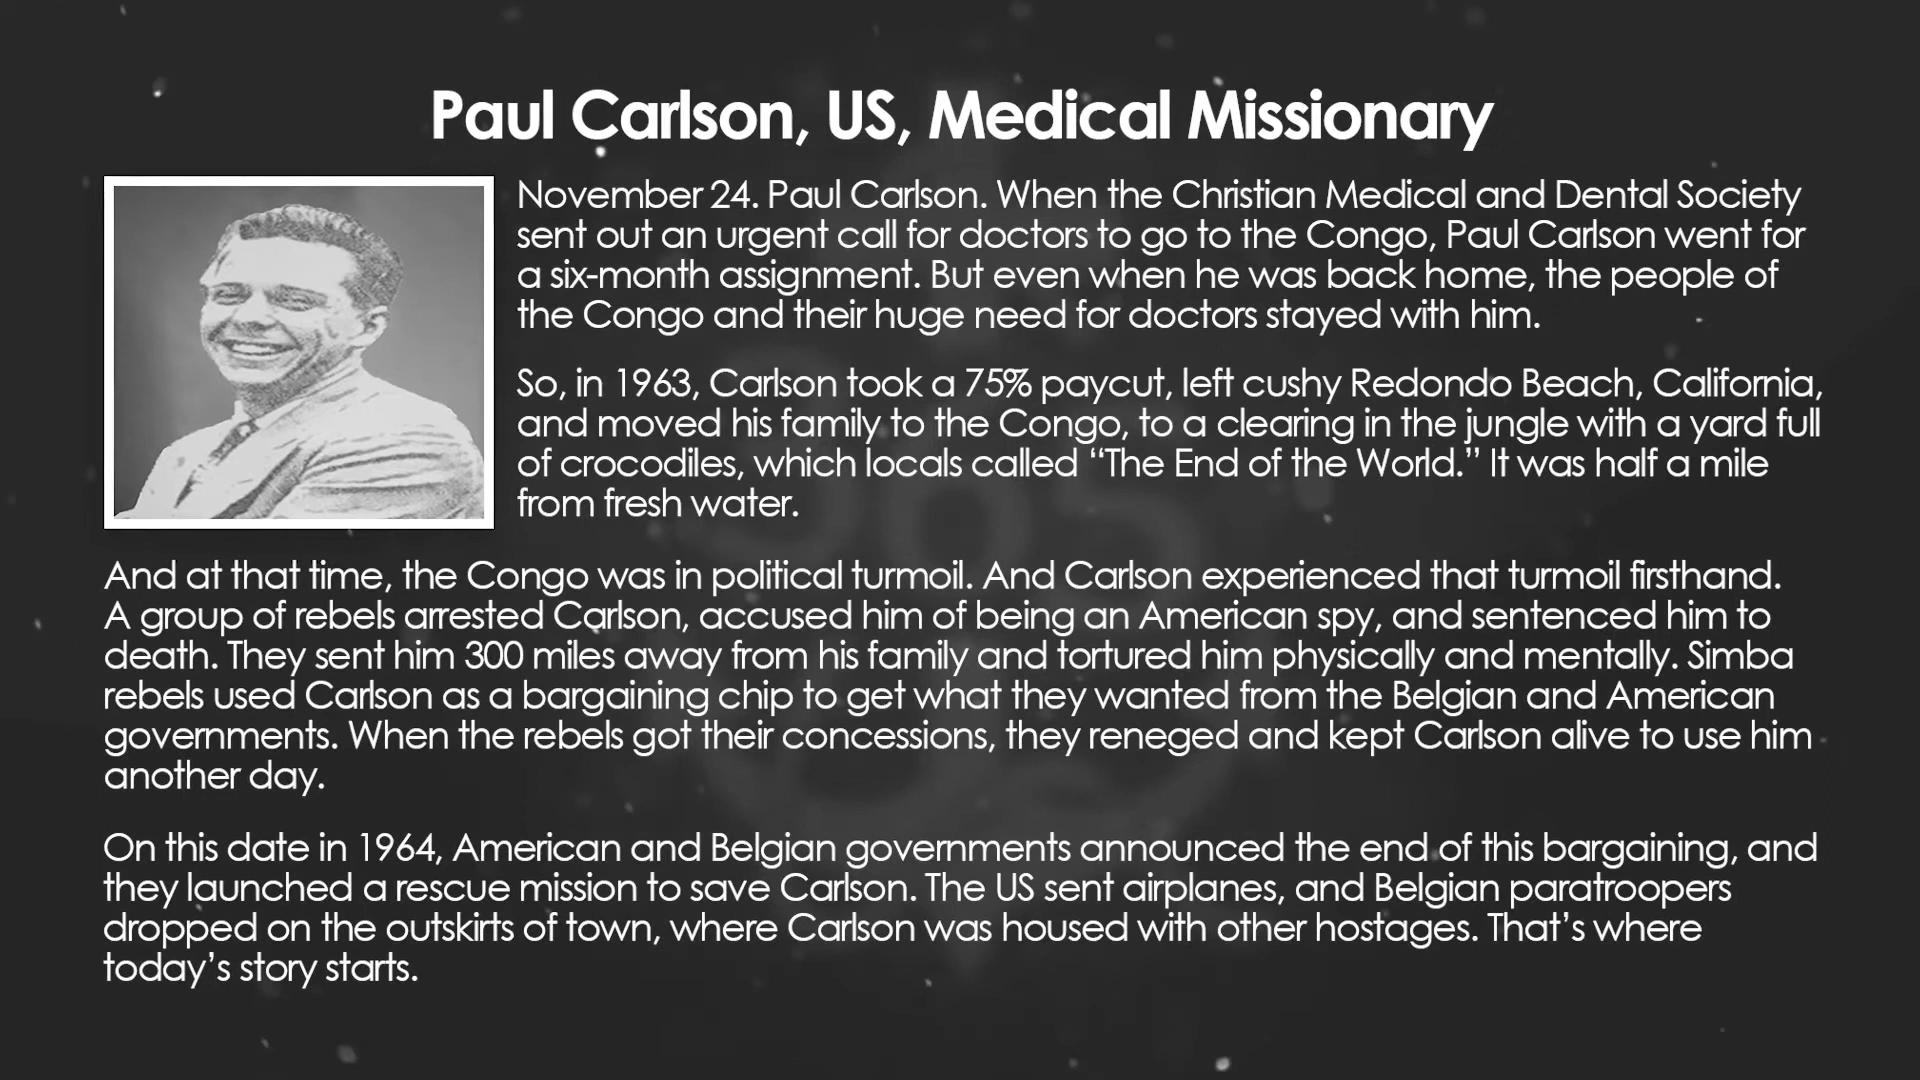 Paul Carlson, US, Medical Missionary
November 24. Paul Carlson. When the Christian Medical and Dental Society
sent out an urgent call for doctors to go to the Congo, Paul Carlson went for
a six-month assignment. But even when he was back home, the people of
the Congo and their huge need for doctors stayed with him.
So, in 1963, Carlson took a 75% paycut, left cushy Redondo Beach, California,
and moved his family to the Congo, to a clearing in the jungle with a yard full
of crocodiles, which locals called “The End of the World.” It was half a mile
from fresh water.
And at that time, the Congo was in political turmoil. And Carlson experienced that turmoil firsthand.
A group of rebels arrested Carlson, accused him of being an American spy, and sentenced him to
death. They sent him 300 miles away from his family and tortured him physically and mentally. Simba
rebels used Carlson as a bargaining chip to get what they wanted from the Belgian and American
governments. When the rebels got their concessions, they reneged and kept Carlson alive to use him
another day.
On this date in 1964, American and Belgian governments announced the end of this bargaining, and
they launched a rescue mission to save Carlson. The US sent airplanes, and Belgian paratroopers
dropped on the outskirts of town, where Carlson was housed with other hostages. That’s where
today’s story starts.